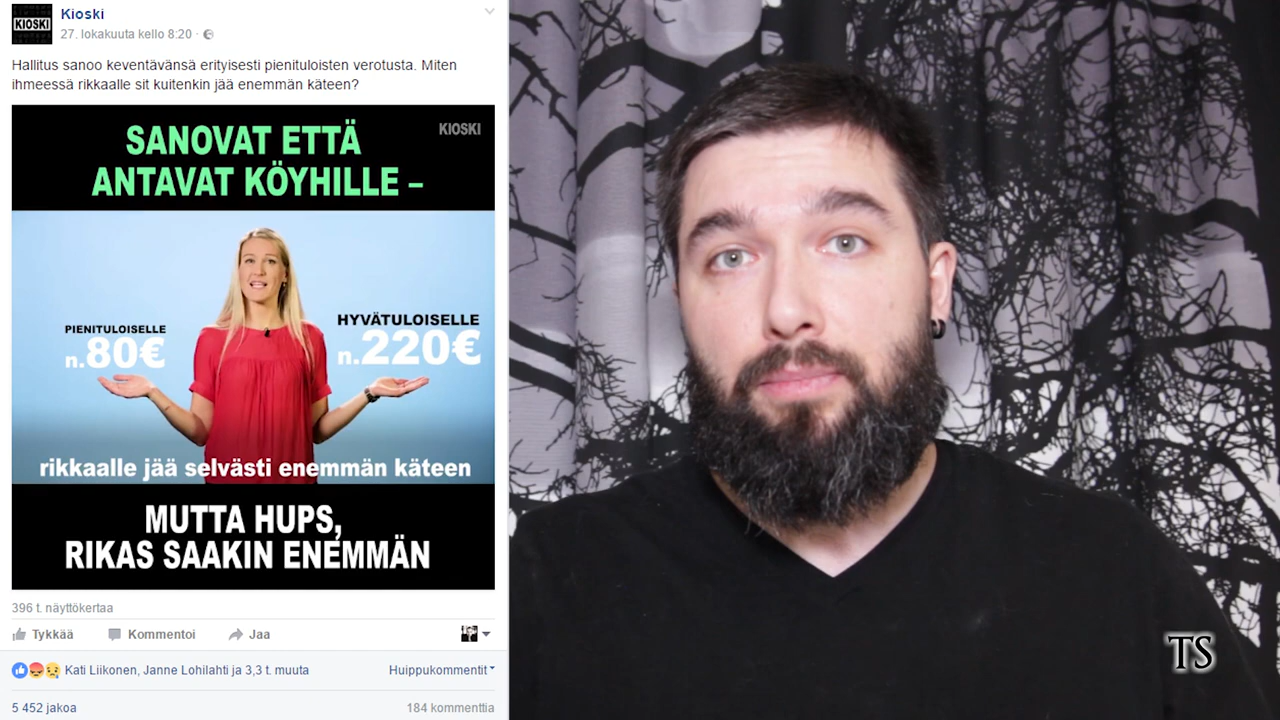 KIOSKI
Kioski
27. lokakuuta kello 8:20 ·
Hallitus sanoo keventävänsä erityisesti pienituloisten verotusta. Miten
ihmeessä rikkaalle sit kuitenkin jää enemmän käteen?
KIOSKI
SANOVAT ETTÄ
ANTAVAT KÖYHILLE –
PIENITULOISELLE
n.80€
HYVÄTULOISELLE
n.220€
rikkaalle jää selvästi enemmän käteen
MUTTA HUPS,
RIKAS SAAKIN ENEMMÄN
396 t. näyttökertaa
Tykkää Kommentoi Jaa
Kati Liikonen, Janne Lohilahti ja 3,3 t. muuta Huippukommentit
5 452 jakoa 184 kommenttia
TS